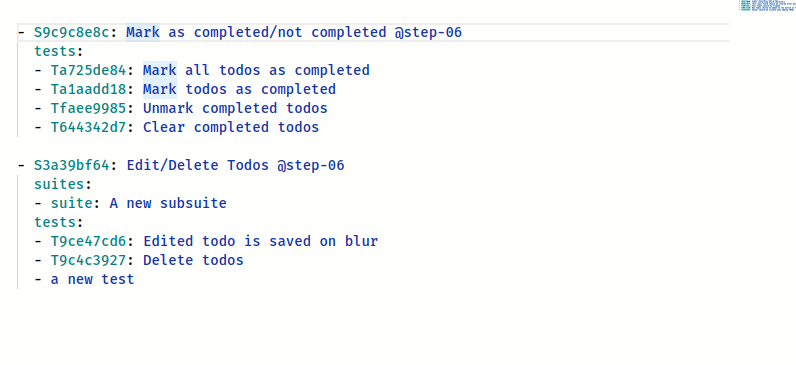 - S9c9c8e8c: Mark as completed/not completed @step-06
  tests:
  - Ta725de84: Mark all todos as completed
  - Ta1aadd18: Mark todos as completed
  - Tfaee9985: Unmark completed todos
  - T644342d7: Clear completed todos

- S3a39bf64: Edit/Delete Todos @step-06
  suites:
  - suite: A new subsuite
  tests:
  - T9ce47cd6: Edited todo is saved on blur
  - T9c4c3927: Delete todos
  - a new test